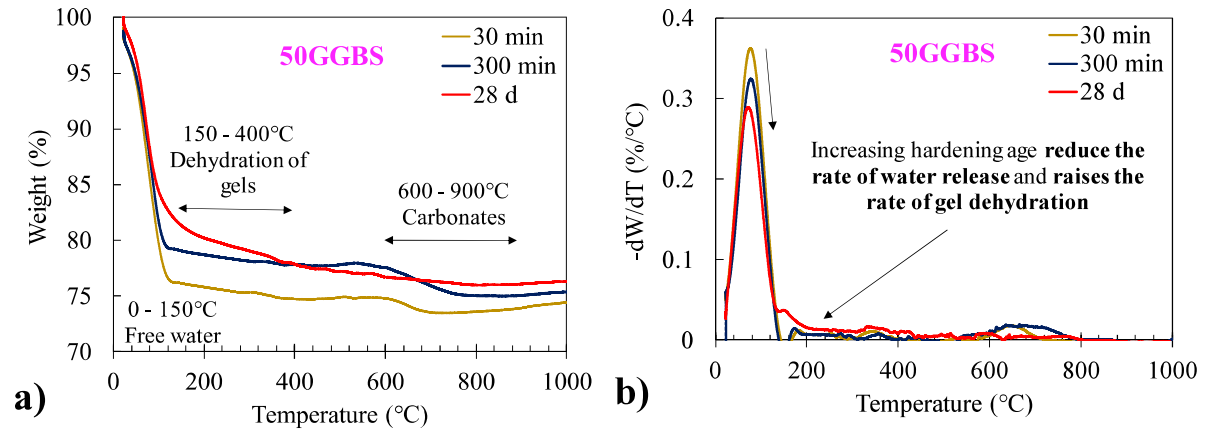 50GGBS
30 min
300 min
28 d
100
95
90
85
80
75
70
Weight (%)
150 - 400°C
Dehydration of
gels
600 - 900°C
Carbonates
0 - 150°C
Free water
0
200
400
600
800
1000
Temperature (°C)
a)
50GGBS
30 min
300 min
28 d
0.4
0.3
0.2
0.1
0
-dW/dT (%/°C)
Increasing hardening age reduce the
rate of water release and raises the
rate of gel dehydration
0
200
400
600
800
1000
Temperature (°C)
b)